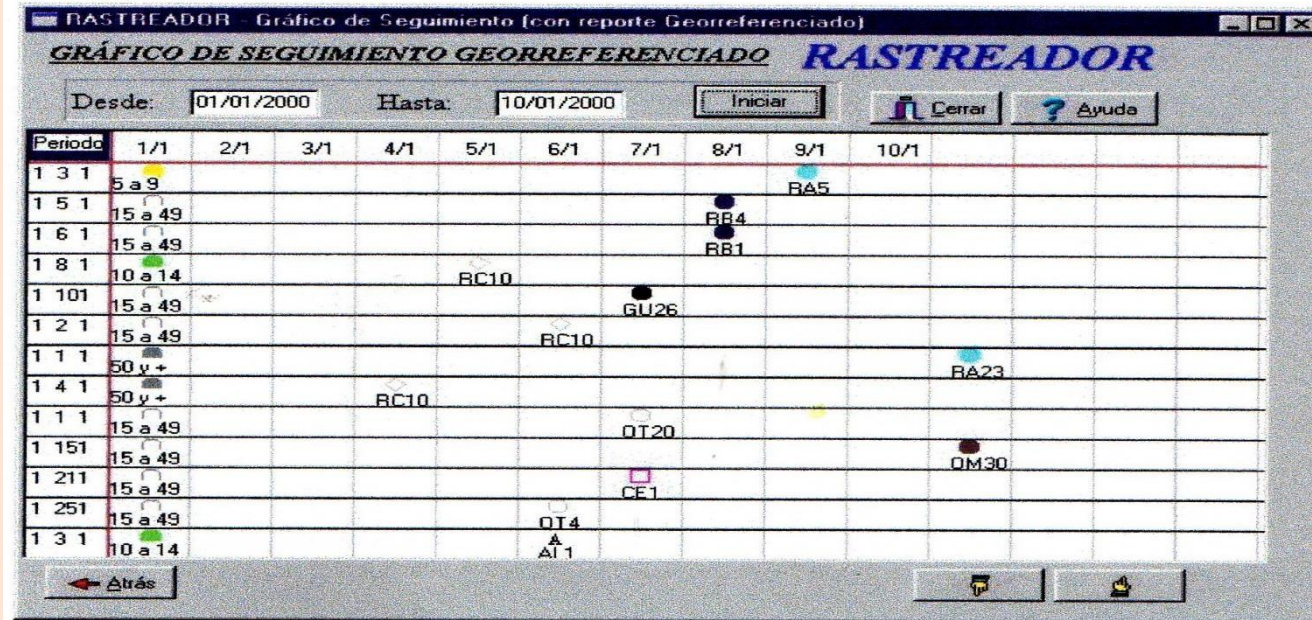 RASTREADOR - Gráfico de Seguimiento (con reporte Georreferenciado)
GRÁFICO DE SEGUIMIENTO GEORREFERENCIADO RASTREADOR
Desde: 01/01/2000 Hasta: 10/01/2000 Iniciar Cerrar ? Ayuda
Periodo 1/1 2/1 3/1 4/1 5/1 6/1 7/1 8/1 9/1 10/1
1 3 1 5 a 9 RA5
1 5 1 15 a 49 RB4
1 6 1 15 a 49 RB1
1 8 1 10 a 14 RC10
1 101 15 a 49 GU26
1 2 1 15 a 49 RC10
1 1 1 50 y + RA23
1 4 1 50 y + RC10
1 1 1 15 a 49 OT20
1 151 15 a 49 OM30
1 211 15 a 49 CE1
1 251 15 a 49 OT4
1 3 1 10 a 14 AL1
Atrás